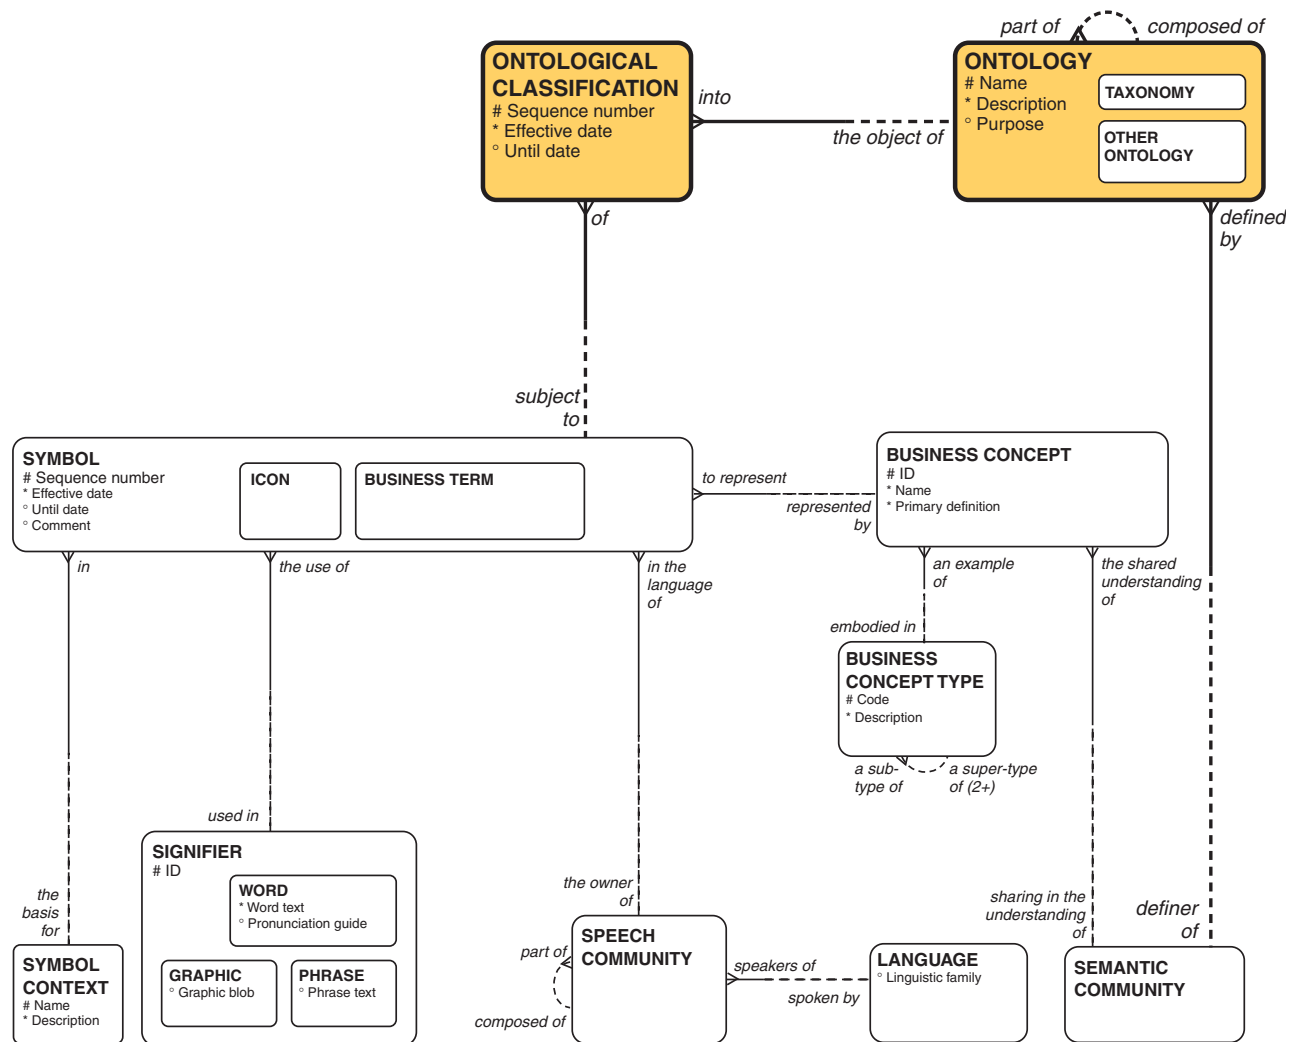 part of
composed of
ONTOLOGICAL
CLASSIFICATION
# Sequence number
* Effective date
° Until date
into
the object of
ONTOLOGY
# Name
* Description
° Purpose
TAXONOMY
OTHER
ONTOLOGY
of
defined
by
subject
to
SYMBOL
# Sequence number
* Effective date
° Until date
° Comment
ICON
BUSINESS TERM
to represent
represented
by
BUSINESS CONCEPT
# ID
* Name
* Primary definition
in
the use of
in the
language
of
an example
of
the shared
understanding
of
embodied in
BUSINESS
CONCEPT TYPE
# Code
* Description
a sub-
type of
a super-type
of (2+)
used in
SIGNIFIER
# ID
WORD
* Word text
° Pronunciation guide
GRAPHIC
° Graphic blob
PHRASE
° Phrase text
the
basis
for
SYMBOL
CONTEXT
# Name
* Description
the owner
of
part of
composed of
SPEECH
COMMUNITY
speakers of
spoken by
LANGUAGE
° Linguistic family
sharing in the
understanding
of
definer
of
SEMANTIC
COMMUNITY